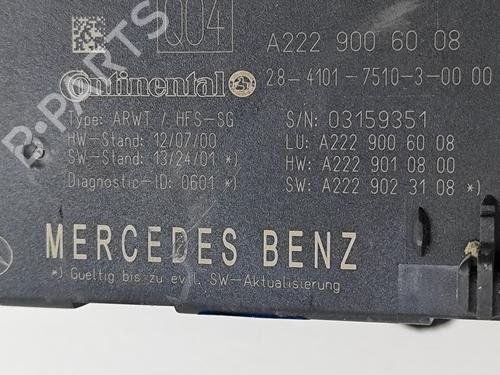 Q04
A222 900 60 08
Continental 28-4101-7510-3-00 00
Type: ARWT / HFS-SG S/N: 03159351
HW-Stand: 12/07/00 LU: A222 900 60 08
SW-Stand: 13/24/01 *) HW: A222 901 08 00
Diagnostic-ID: 0601 *) SW: A222 902 31 08 *)
MERCEDES BENZ
*) Gueltig bis zu evtl. SW-Aktualisierung
B-PARTS